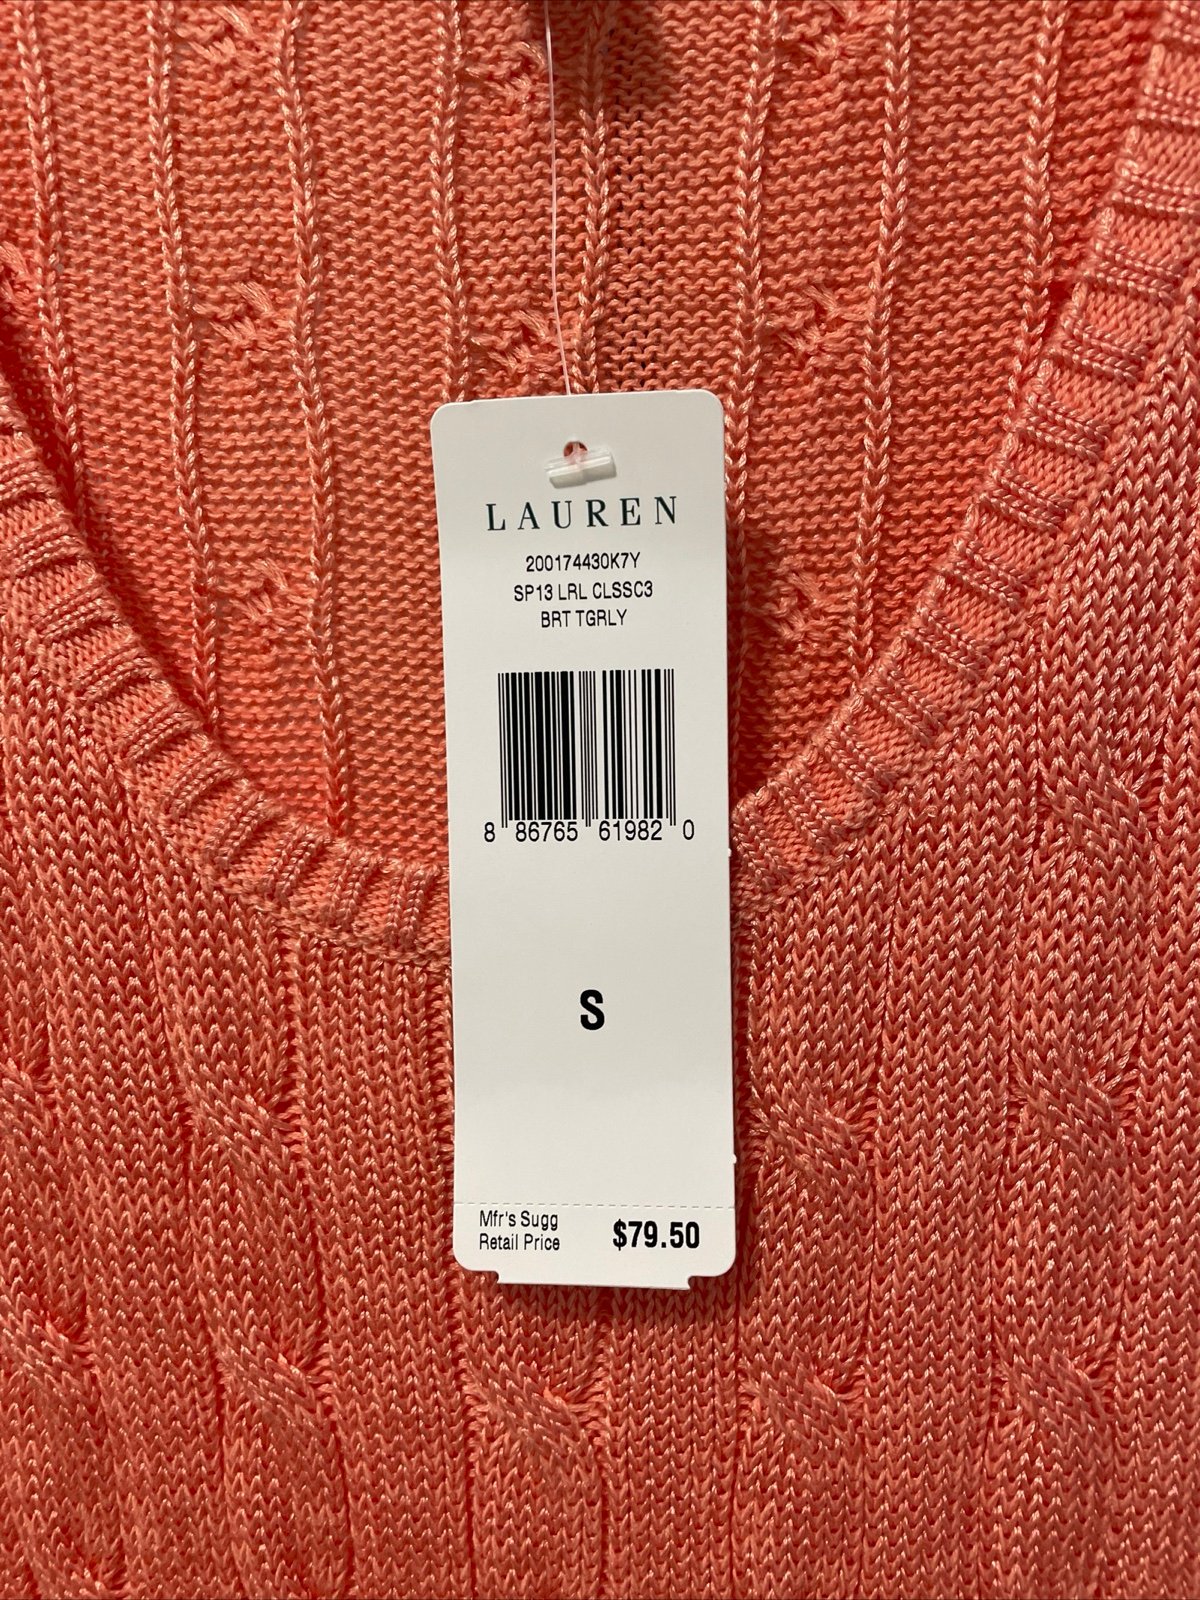 LAUREN
200174430K7Y
SP13 LRL CLSSC3
BRT TGRLY
8 86765 61982 0
S
Mfr's Sugg
Retail Price $79.50